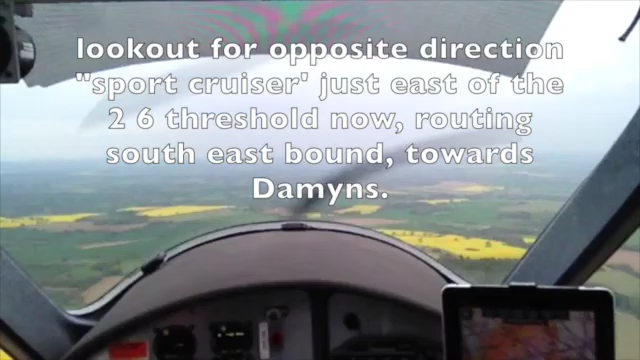 lookout for opposite direction
"sport cruiser' just east of the
2 6 threshold now, routing
south east bound, towards
Damyns.